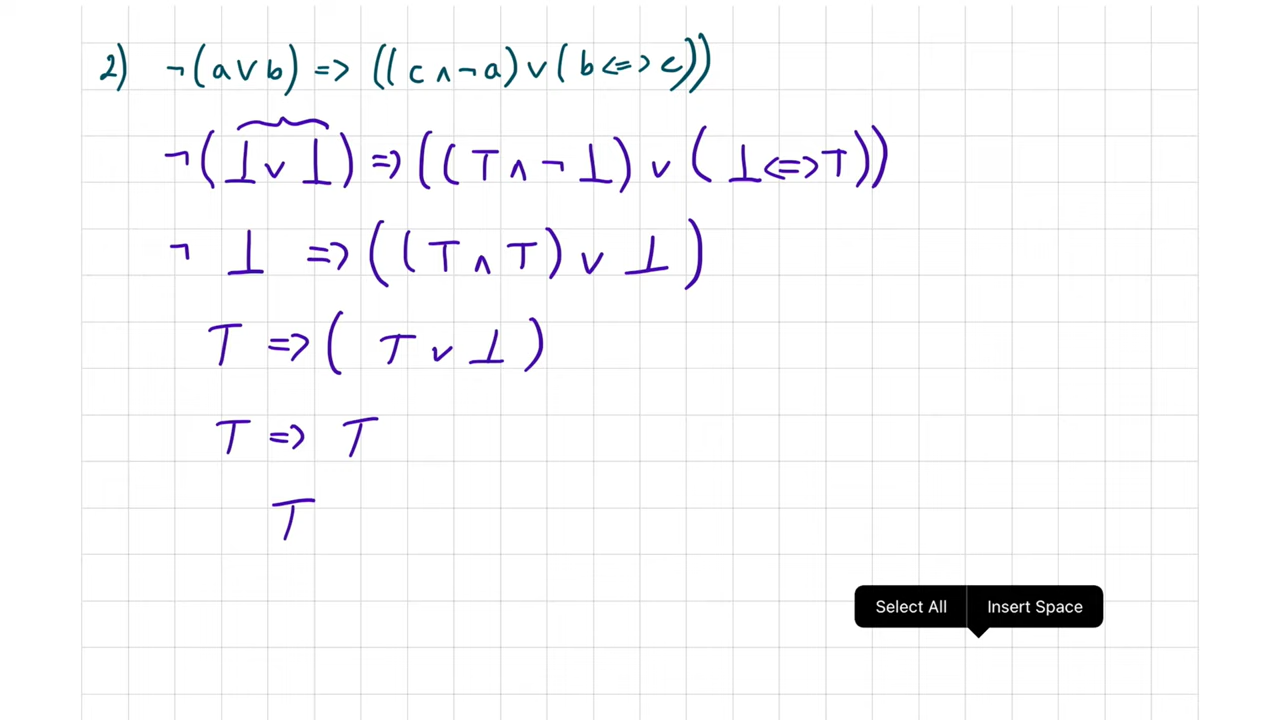 2) ¬(a∨b) => ((c∧¬a)∨(b<=>c))
¬(⊥∨⊥) => ((T∧¬⊥)∨(⊥<=>T))
¬⊥ => ((T∧T)∨⊥)
T => (T∨⊥)
T => T
T
Select All Insert Space